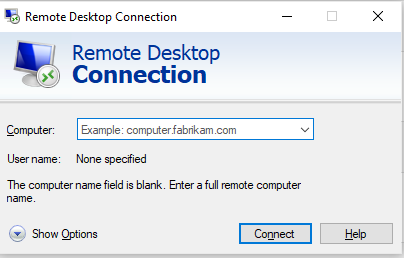 Remote Desktop Connection
Remote Desktop
Connection
Computer:
Example: computer.fabrikam.com
User name:
None specified
The computer name field is blank. Enter a full remote computer
name.
Show Options
Connect
Help